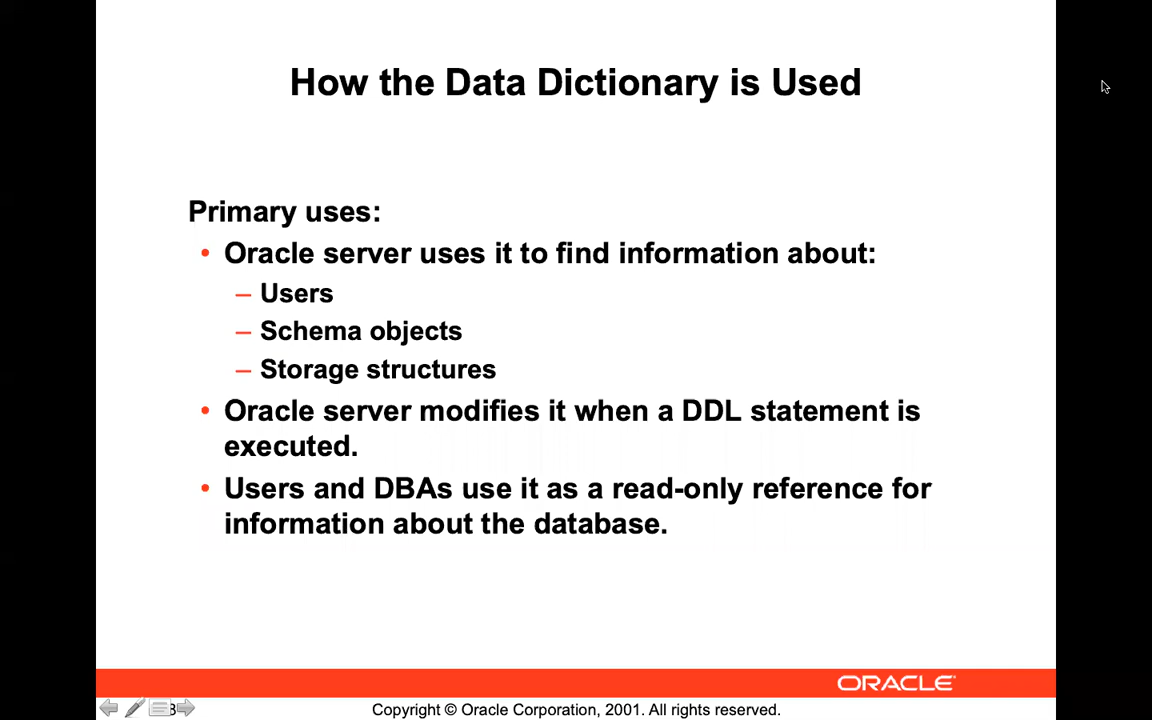 How the Data Dictionary is Used
Primary uses:
• Oracle server uses it to find information about:
– Users
– Schema objects
– Storage structures
• Oracle server modifies it when a DDL statement is
executed.
• Users and DBAs use it as a read-only reference for
information about the database.
ORACLE
Copyright © Oracle Corporation, 2001. All rights reserved.